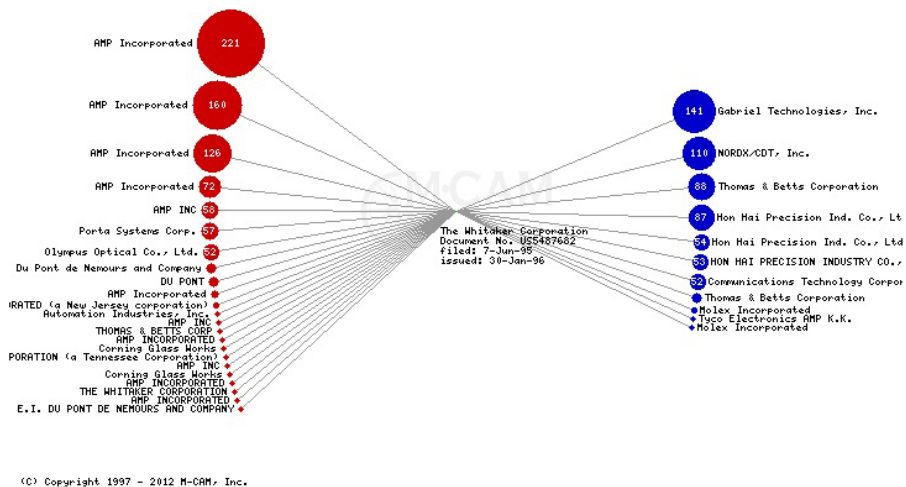 AMP Incorporated 221
AMP Incorporated 160
AMP Incorporated 126
AMP Incorporated 72
AMP INC 58
Porta Systems Corp. 57
Olympus Optical Co., Ltd. 52
Du Pont de Nemours and Company
DU PONT
AMP Incorporated
RATED (a New Jersey corporation)
Automation Industries, Inc.
AMP INC
THOMAS & BETTS CORP
AMP INCORPORATED
Corning Glass Works
PORATION (a Tennessee Corporation)
AMP INC
Corning Glass Works
AMP INCORPORATED
THE WHITAKER CORPORATION
AMP INCORPORATED
E.I. DU PONT DE NEMOURS AND COMPANY
M·CAM
The Whitaker Corporation
Document No. US5487682
filed: 7-Jun-95
issued: 30-Jan-96
141 Gabriel Technologies, Inc.
110 NORDX/CDT, Inc.
88 Thomas & Betts Corporation
87 Hon Hai Precision Ind. Co., Lt
54 Hon Hai Precision Ind. Co., Ltd
53 HON HAI PRECISION INDUSTRY CO.,
52 Communications Technology Corpor
Thomas & Betts Corporation
Molex Incorporated
Tyco Electronics AMP K.K.
Molex Incorporated
(C) Copyright 1997 - 2012 M-CAM, Inc.